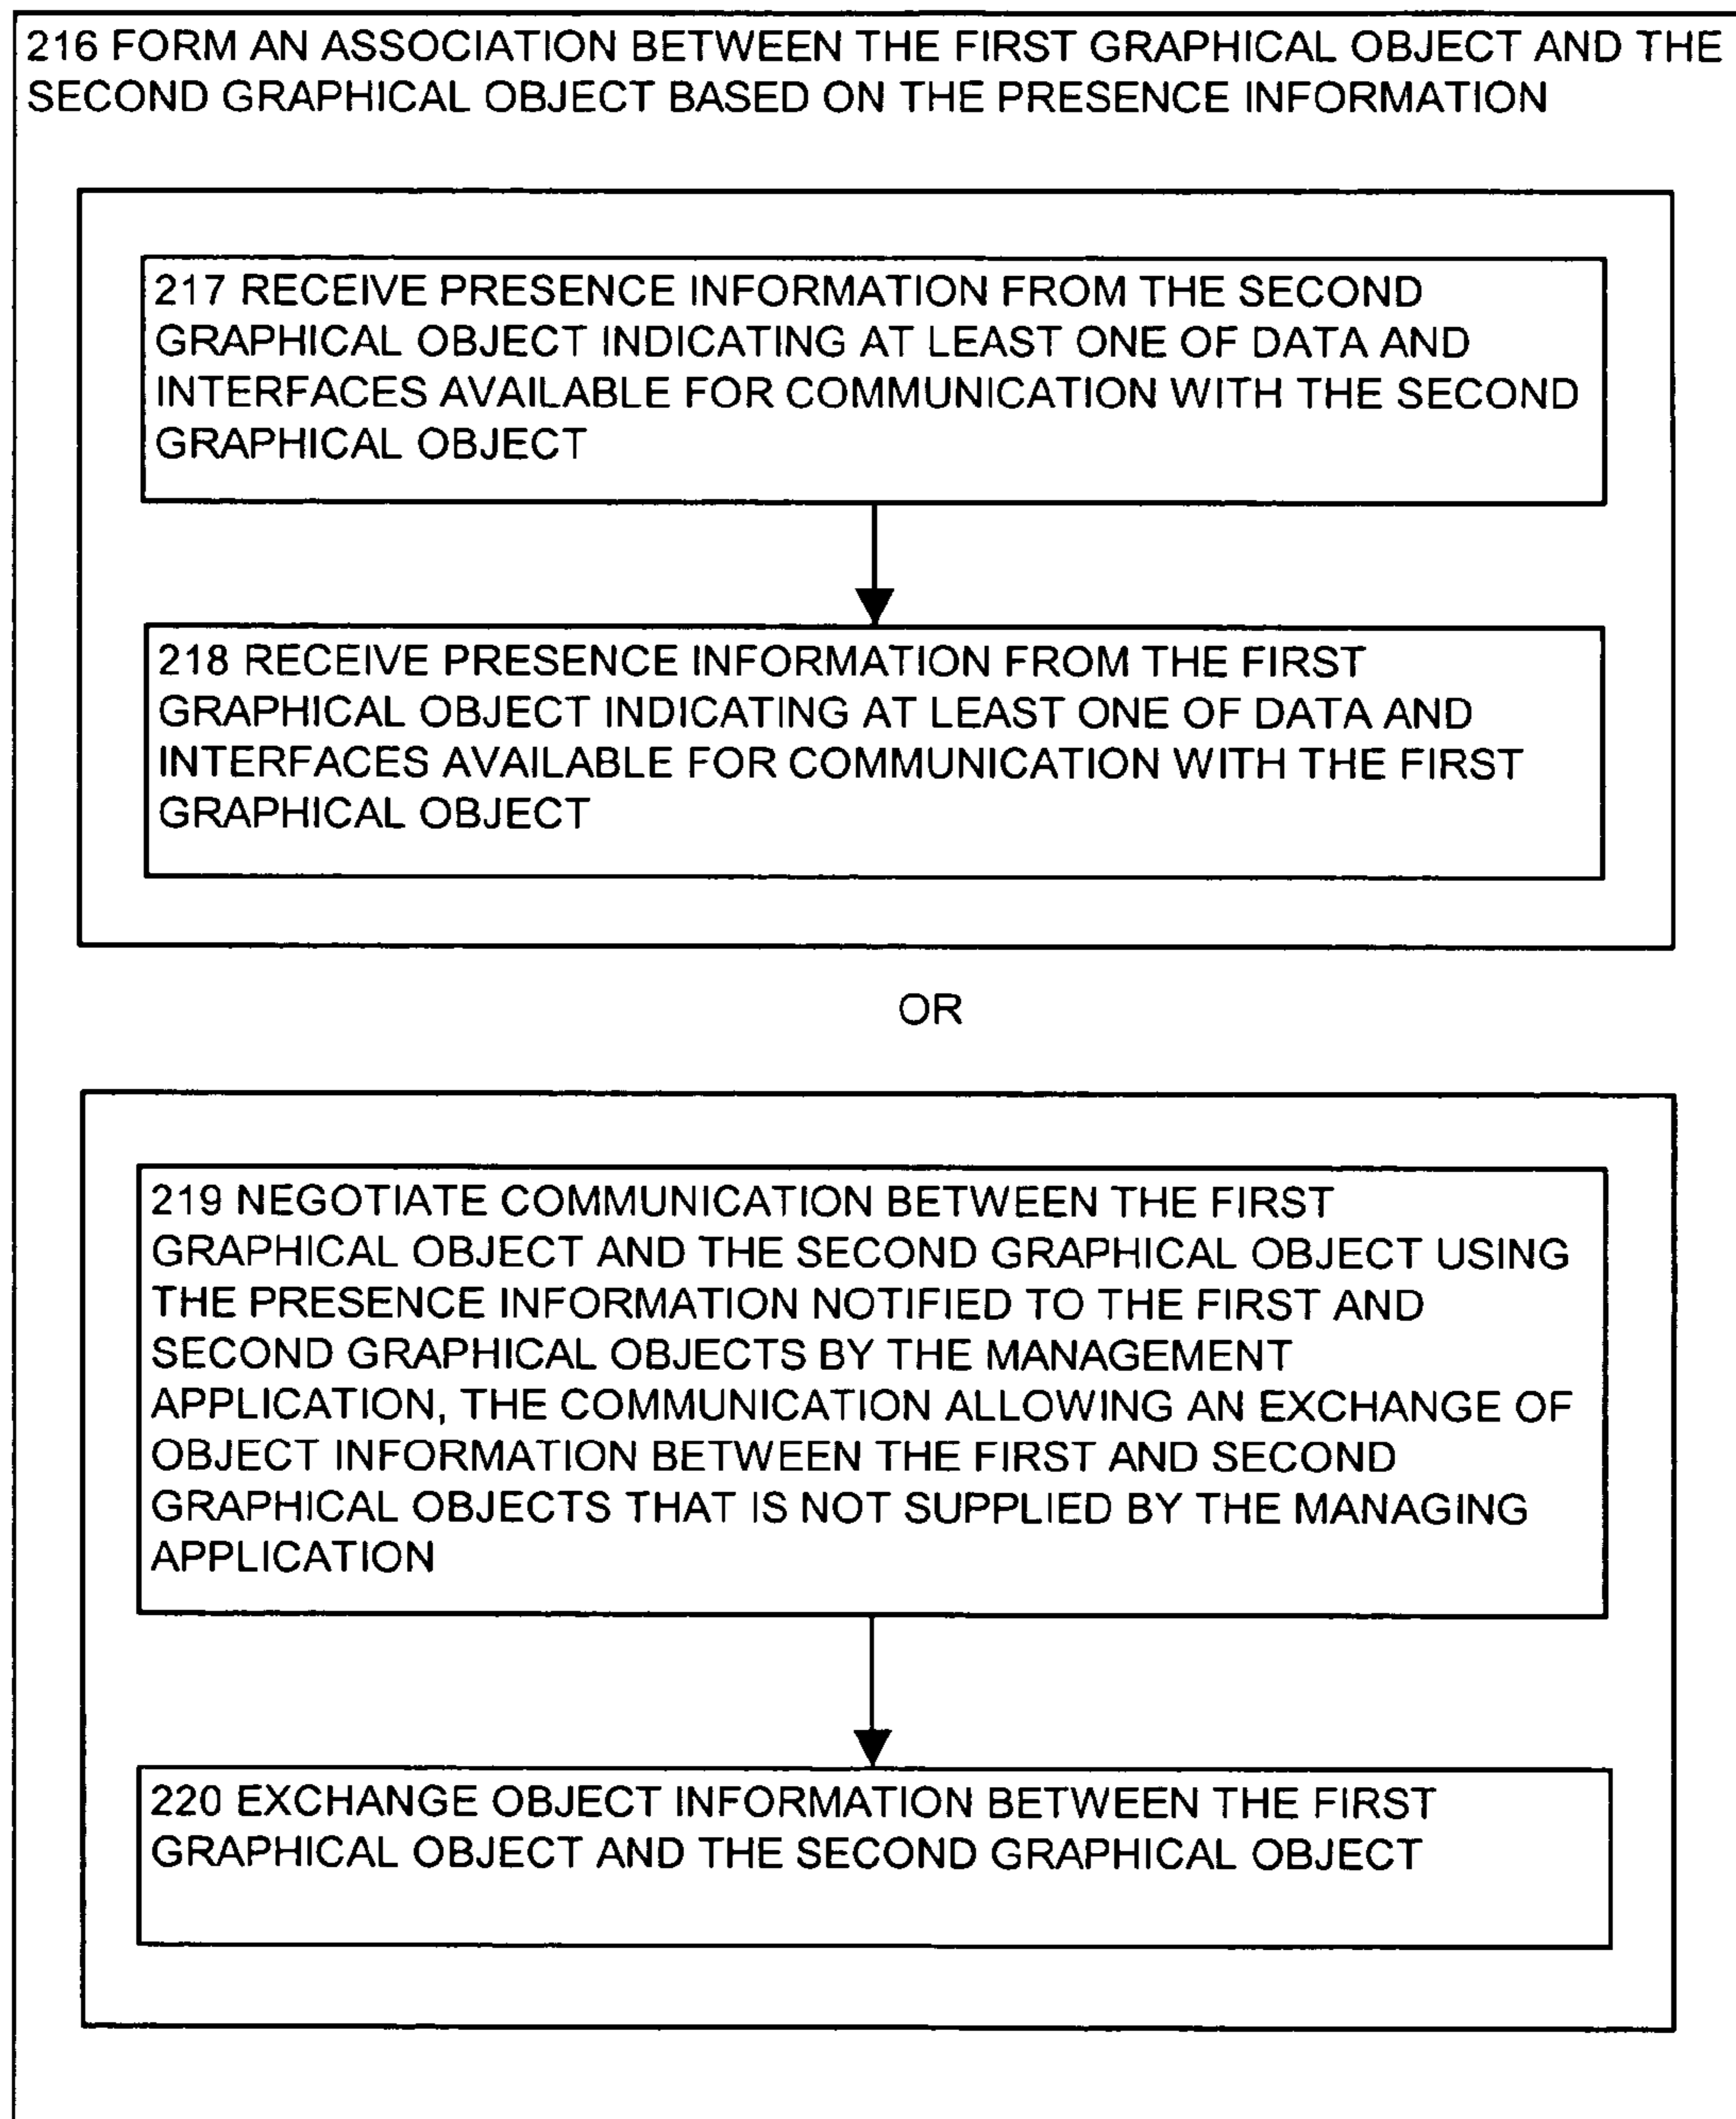 216 FORM AN ASSOCIATION BETWEEN THE FIRST GRAPHICAL OBJECT AND THE
SECOND GRAPHICAL OBJECT BASED ON THE PRESENCE INFORMATION
217 RECEIVE PRESENCE INFORMATION FROM THE SECOND
GRAPHICAL OBJECT INDICATING AT LEAST ONE OF DATA AND
INTERFACES AVAILABLE FOR COMMUNICATION WITH THE SECOND
GRAPHICAL OBJECT
218 RECEIVE PRESENCE INFORMATION FROM THE FIRST
GRAPHICAL OBJECT INDICATING AT LEAST ONE OF DATA AND
INTERFACES AVAILABLE FOR COMMUNICATION WITH THE FIRST
GRAPHICAL OBJECT
OR
219 NEGOTIATE COMMUNICATION BETWEEN THE FIRST
GRAPHICAL OBJECT AND THE SECOND GRAPHICAL OBJECT USING
THE PRESENCE INFORMATION NOTIFIED TO THE FIRST AND
SECOND GRAPHICAL OBJECTS BY THE MANAGEMENT
APPLICATION, THE COMMUNICATION ALLOWING AN EXCHANGE OF
OBJECT INFORMATION BETWEEN THE FIRST AND SECOND
GRAPHICAL OBJECTS THAT IS NOT SUPPLIED BY THE MANAGING
APPLICATION
220 EXCHANGE OBJECT INFORMATION BETWEEN THE FIRST
GRAPHICAL OBJECT AND THE SECOND GRAPHICAL OBJECT